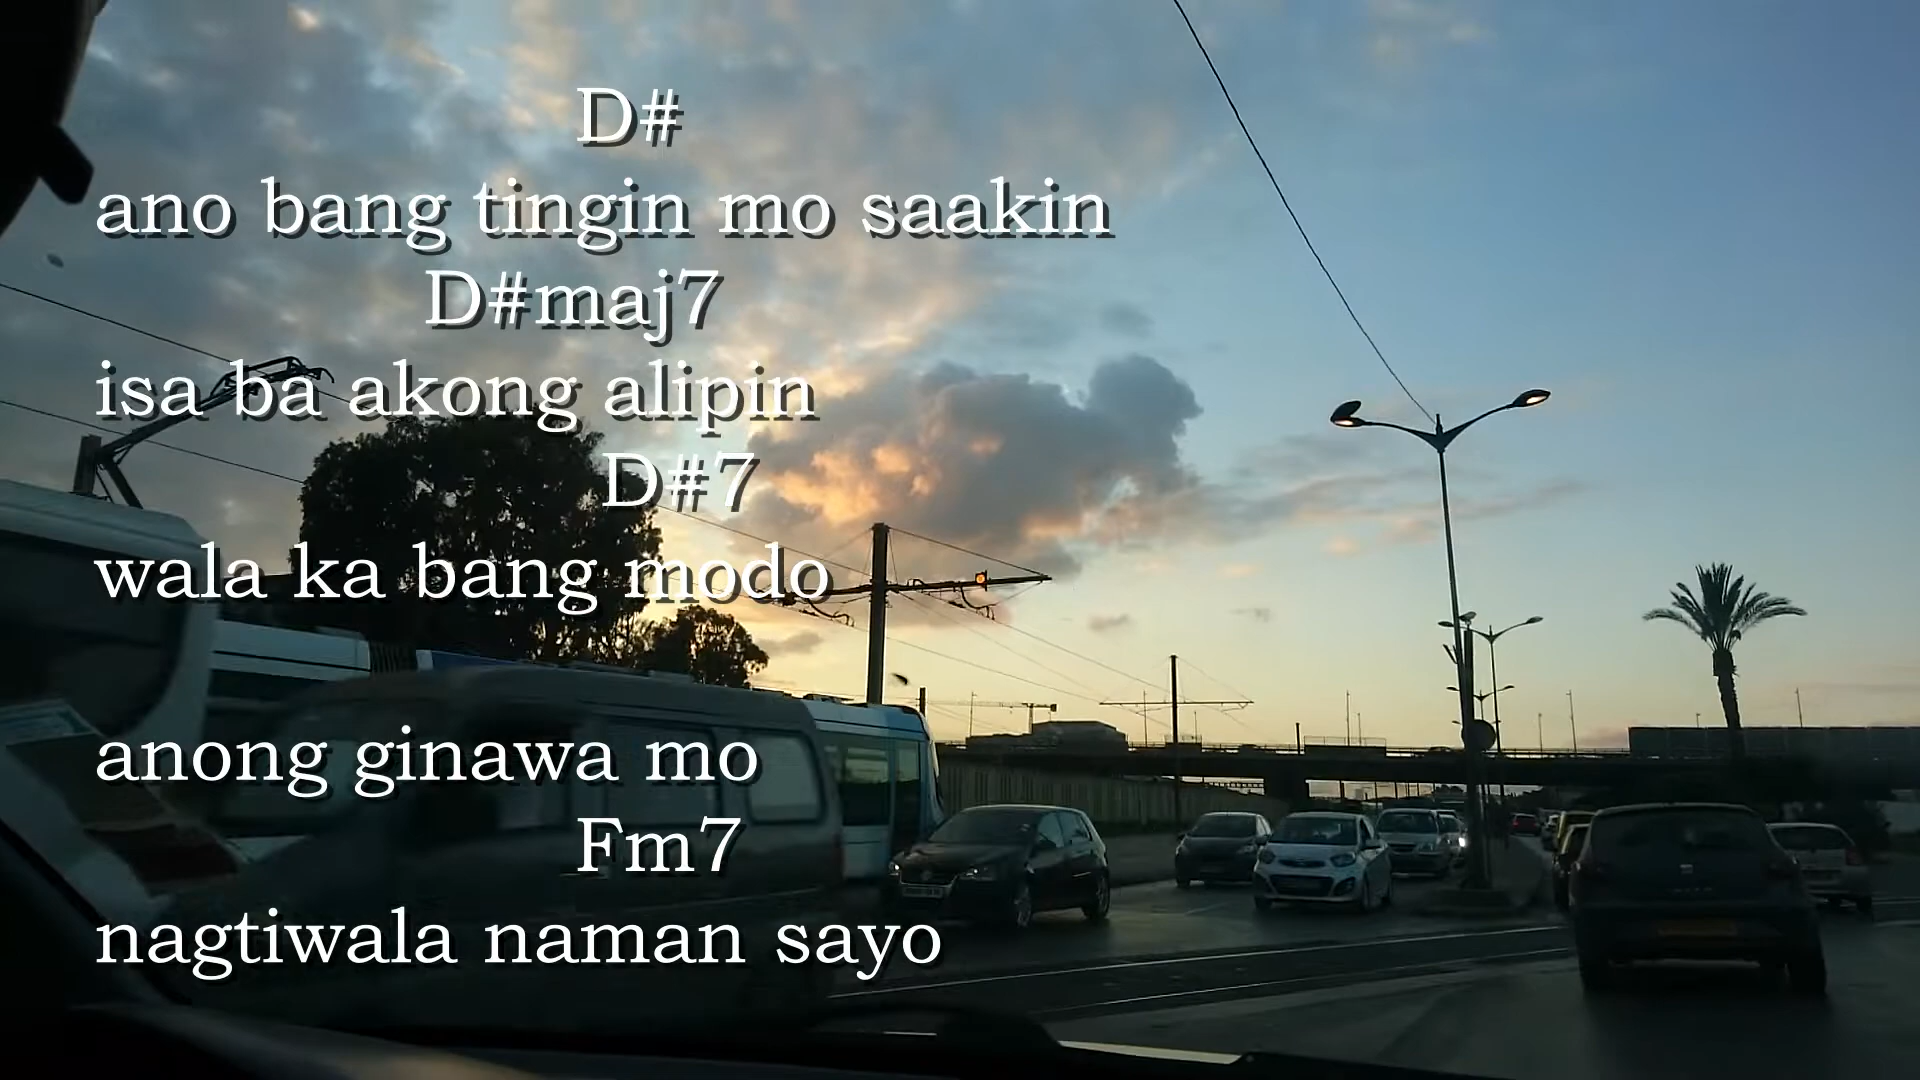 D#
ano bang tingin mo saakin
D#maj7
isa ba akong alipin
D#7
wala ka bang modo
anong ginawa mo
Fm7
nagtiwala naman sayo